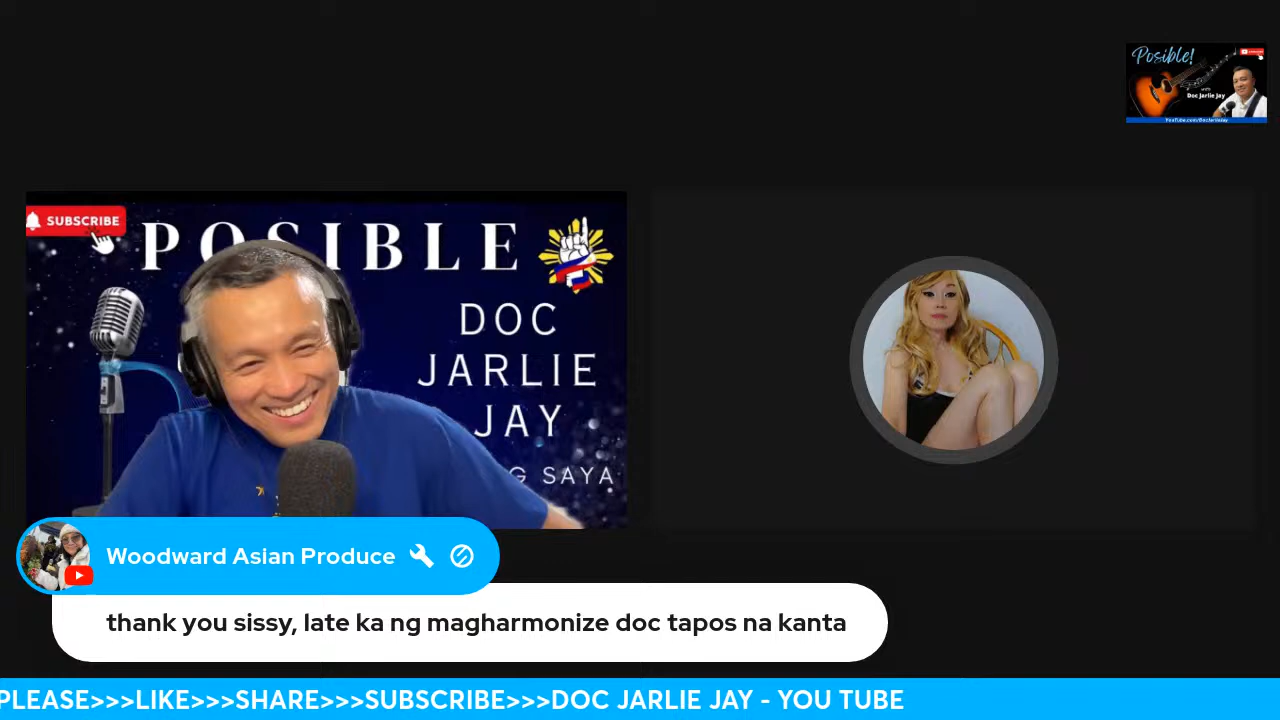 Posible!
with
Doc Jarlie Jay
SUBSCRIBE
POSIBLE
DOC
JARLIE
JAY
G SAYA
Woodward Asian Produce
thank you sissy, late ka ng magharmonize doc tapos na kanta
PLEASE>>>LIKE>>>SHARE>>>SUBSCRIBE>>>DOC JARLIE JAY - YOU TUBE